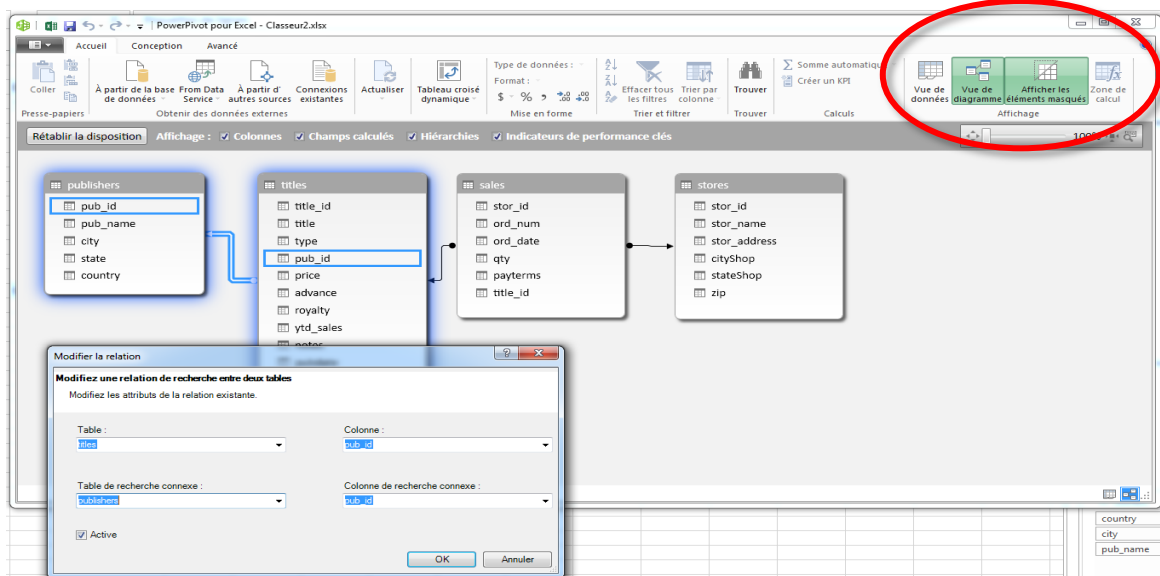 PowerPivot pour Excel - Classeur2.xlsx
Accueil Conception Avancé
Coller
À partir de la base de données
From Data Service
À partir d' autres sources
Connexions existantes
Actualiser
Tableau croisé dynamique
Type de données :
Format :
$ % ,
Effacer tous les filtres
Trier par colonne
Trouver
Somme automatique
Créer un KPI
Vue de données
Vue de diagramme
Afficher les éléments masqués
Zone de calcul
Presse-papiers Obtenir des données externes Mise en forme Trier et filtrer Trouver Calculs Affichage
Rétablir la disposition Affichage : Colonnes Champs calculés Hiérarchies Indicateurs de performance clés
publishers
pub_id
pub_name
city
state
country
titles
title_id
title
type
pub_id
price
advance
royalty
ytd_sales
notes
sales
stor_id
ord_num
ord_date
qty
payterms
title_id
stores
stor_id
stor_name
stor_address
cityShop
stateShop
zip
Modifier la relation
Modifiez une relation de recherche entre deux tables
Modifiez les attributs de la relation existante.
Table : Colonne :
titles pub_id
Table de recherche connexe : Colonne de recherche connexe :
publishers pub_id
Active
OK Annuler
country
city
pub_name